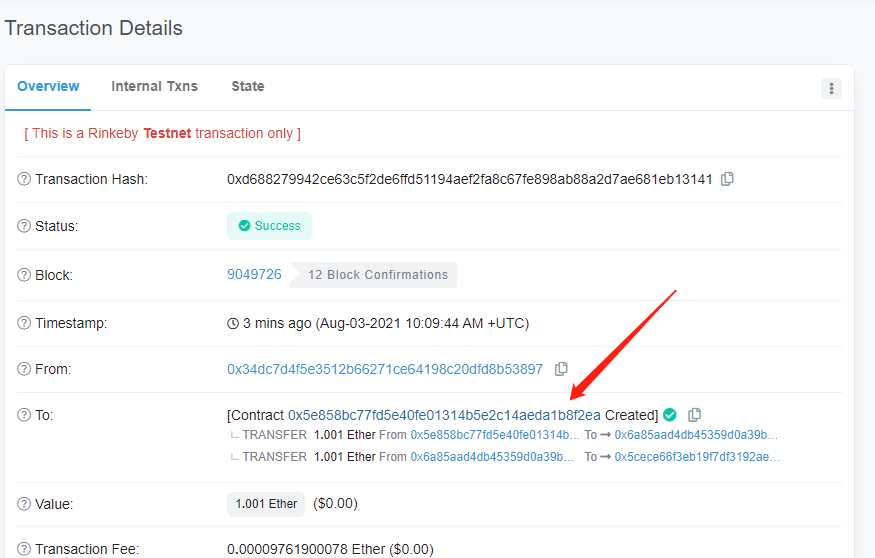 Transaction Details
Overview Internal Txns State
[ This is a Rinkeby Testnet transaction only ]
Transaction Hash: 0xd688279942ce63c5f2de6ffd51194aef2fa8c67fe898ab88a2d7ae681eb13141
Status: Success
Block: 9049726 12 Block Confirmations
Timestamp: 3 mins ago (Aug-03-2021 10:09:44 AM +UTC)
From: 0x34dc7d4f5e3512b66271ce64198c20dfd8b53897
To: [Contract 0x5e858bc77fd5e40fe01314b5e2c14aeda1b8f2ea Created]
TRANSFER 1.001 Ether From 0x5e858bc77fd5e40fe01314b... To → 0x6a85aad4db45359d0a39b...
TRANSFER 1.001 Ether From 0x6a85aad4db45359d0a39b... To → 0x5cece66f3eb19f7df3192ae...
Value: 1.001 Ether ($0.00)
Transaction Fee: 0.00009761900078 Ether ($0.00)